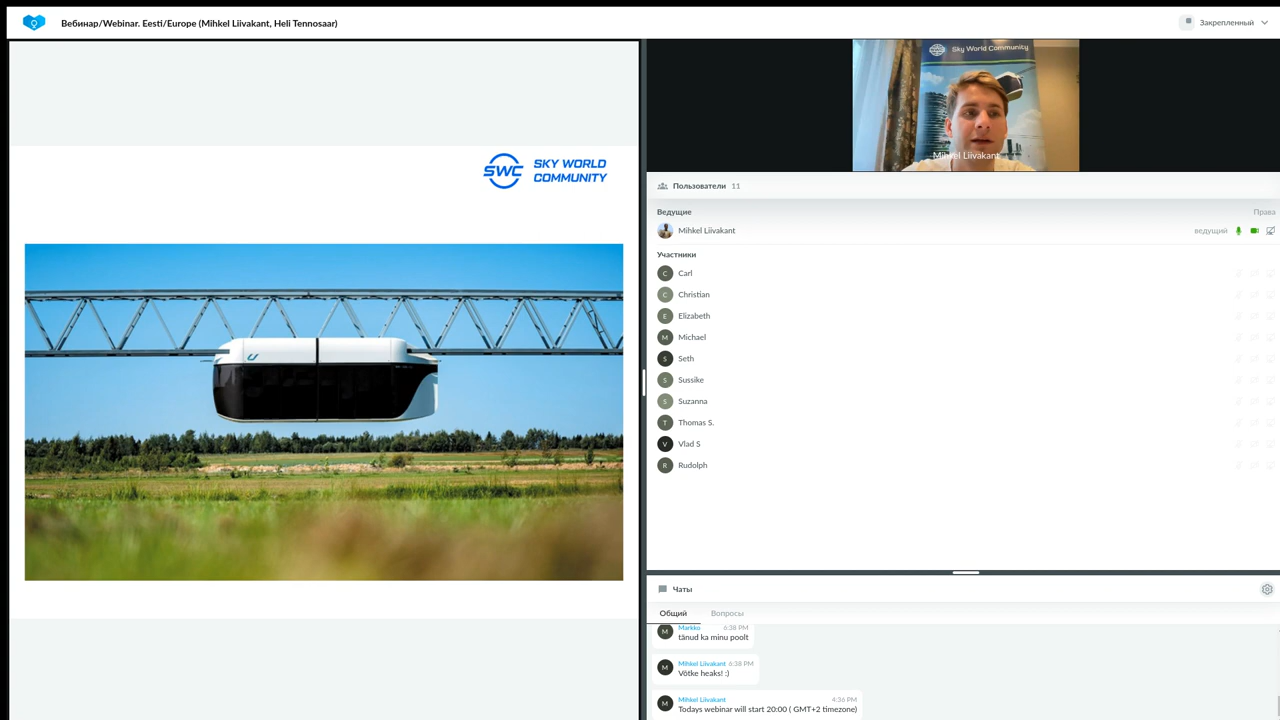 Вебинар/Webinar. Eesti/Europe (Mihkel Liivakant, Heli Tennosaar)
Закрепленный
SWC
SKY WORLD
COMMUNITY
Sky World Community
Mihkel Liivakant
Пользователи 11
Ведущие Права
Mihkel Liivakant ведущий
Участники
C Carl
C Christian
E Elizabeth
M Michael
S Seth
S Sussike
S Suzanna
T Thomas S.
V Vlad S
R Rudolph
Чаты
Общий Вопросы
M Markko 6:38 PM
tänud ka minu poolt
M Mihkel Liivakant 6:38 PM
Võtke heaks! :)
M Mihkel Liivakant 4:36 PM
Todays webinar will start 20:00 ( GMT+2 timezone)